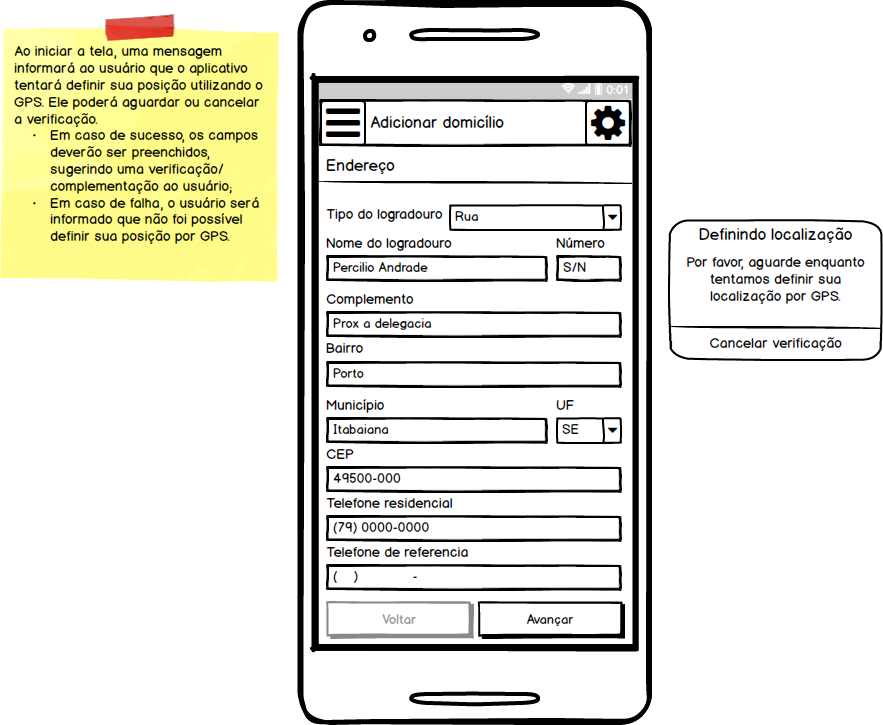 Ao iniciar a tela, uma mensagem
informará ao usuário que o aplicativo
tentará definir sua posição utilizando o
GPS. Ele poderá aguardar ou cancelar
a verificação.
· Em caso de sucesso, os campos
deverão ser preenchidos,
sugerindo uma verificação/
complementação ao usuário;
· Em caso de falha, o usuário será
informado que não foi possível
definir sua posição por GPS.
0:01
Adicionar domicílio
Endereço
Tipo do logradouro Rua
Nome do logradouro Número
Percilio Andrade S/N
Complemento
Prox a delegacia
Bairro
Porto
Município UF
Itabaiana SE
CEP
49500-000
Telefone residencial
(79) 0000-0000
Telefone de referencia
( ) -
Voltar Avançar
Definindo localização
Por favor, aguarde enquanto
tentamos definir sua
localização por GPS.
Cancelar verificação